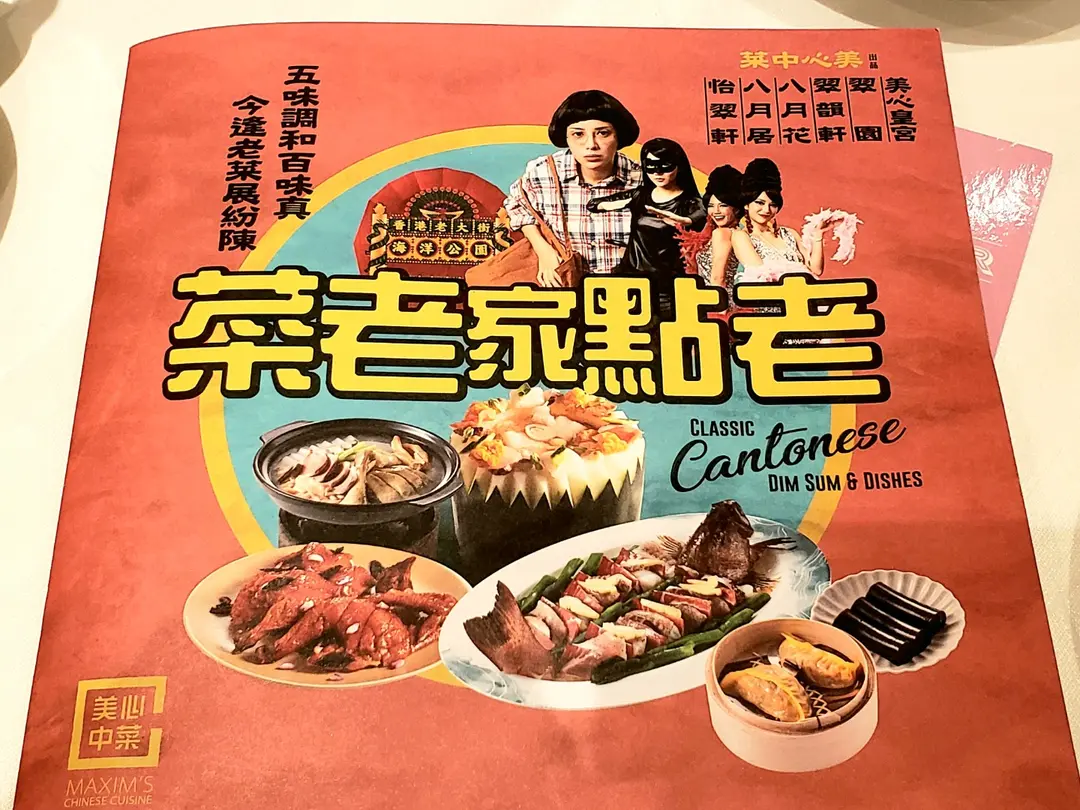 美心中菜
出品
美心皇宮
翠園
翠韻軒
八月花
八月居
怡翠軒
五味調和百味真
今逢老菜展紛陳
香港老大街
海洋公園
老點家老菜
CLASSIC
Cantonese
DIM SUM & DISHES
美心
中菜
MAXIM'S
CHINESE CUISINE